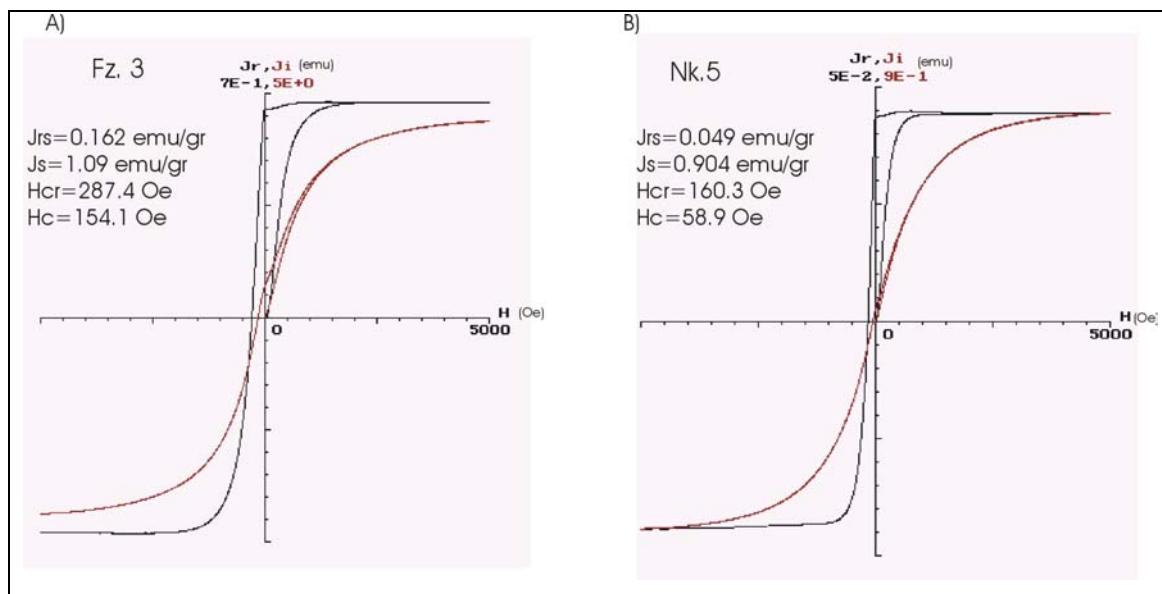 A)
Fz. 3
Jr,Ji (emu)
7E-1,5E+0
Jrs=0.162 emu/gr
Js=1.09 emu/gr
Hcr=287.4 Oe
Hc=154.1 Oe
H (Oe)
0
5000
B)
Nk.5
Jr,Ji (emu)
5E-2,9E-1
Jrs=0.049 emu/gr
Js=0.904 emu/gr
Hcr=160.3 Oe
Hc=58.9 Oe
H (Oe)
0
5000